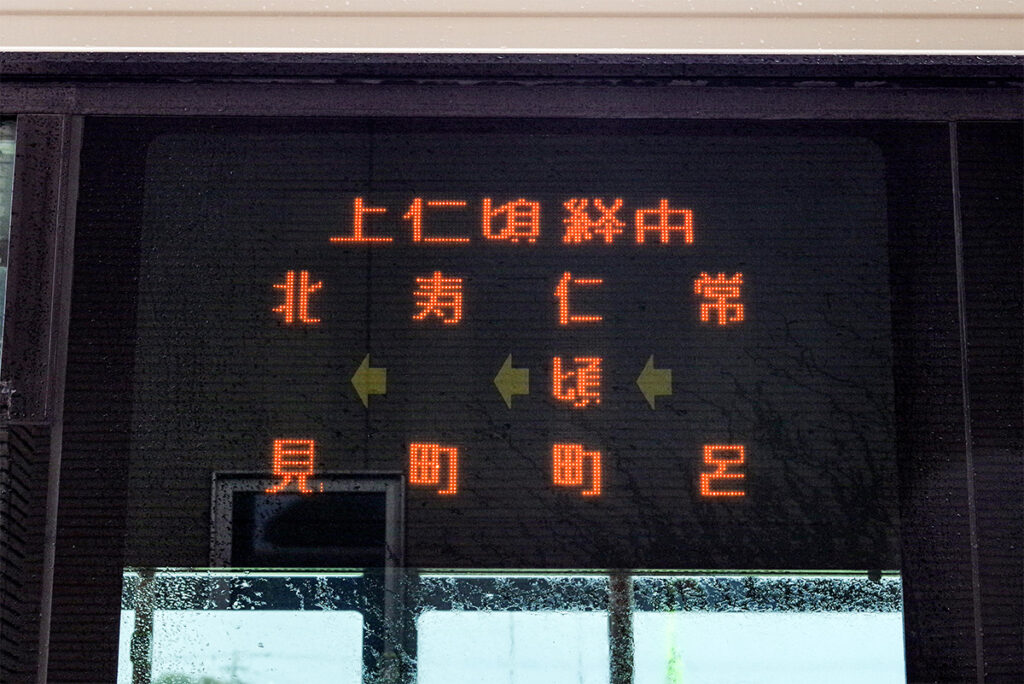 上仁頃 経由
常呂
仁頃町
寿町
北見